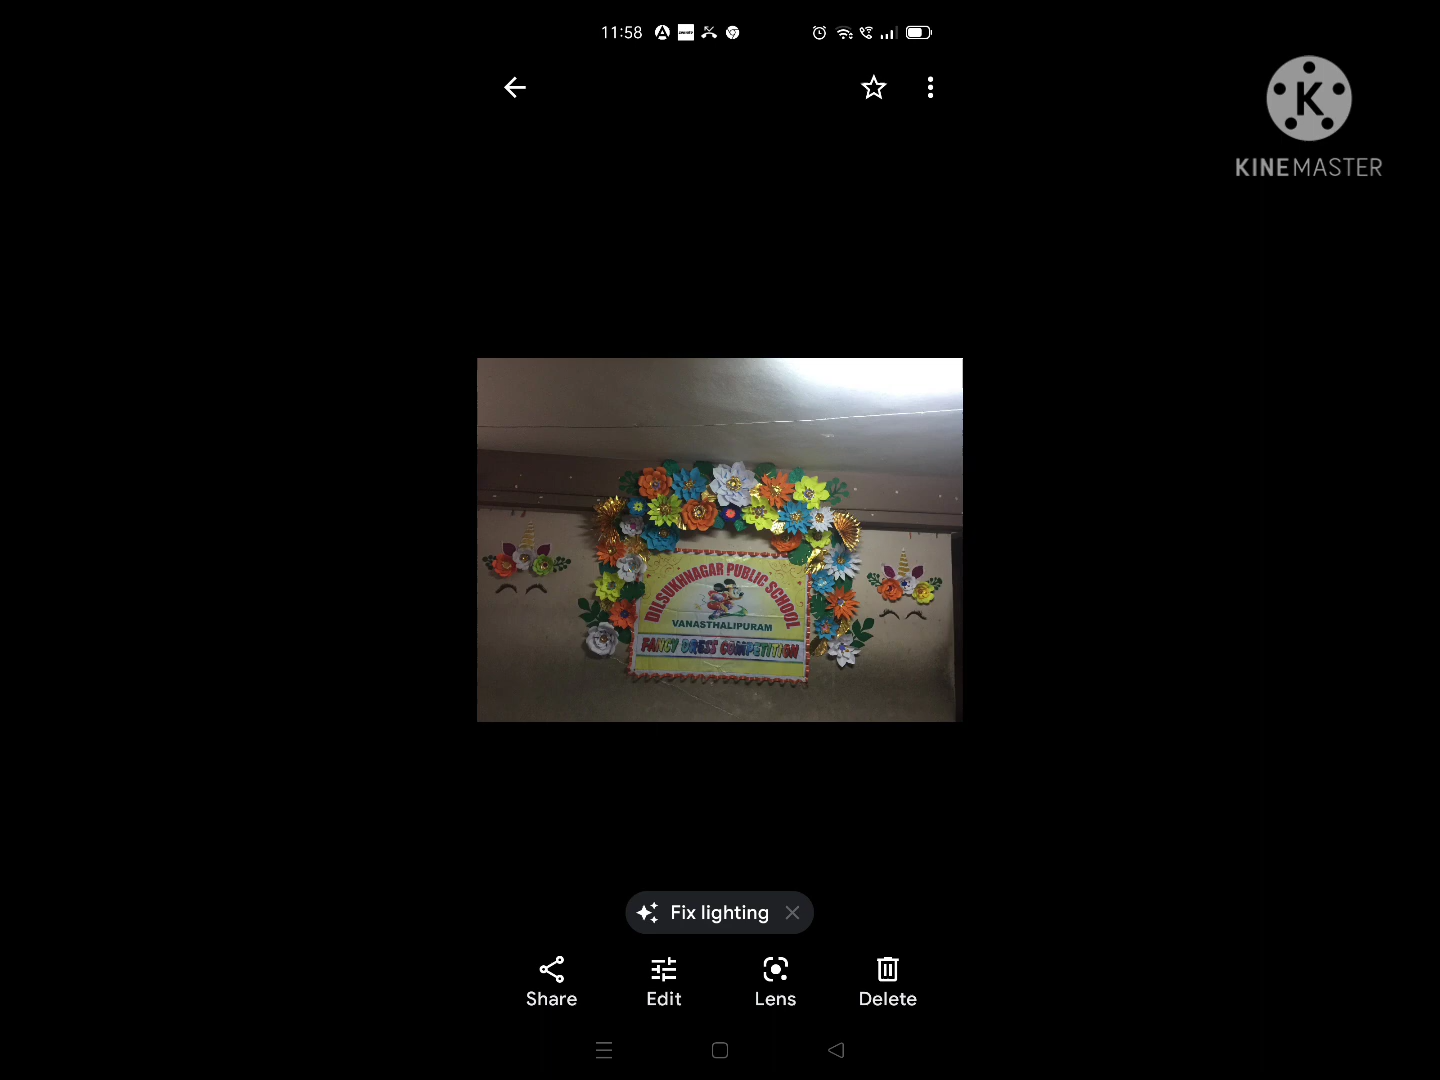 11:58
KINEMASTER
DILSUKHNAGAR PUBLIC SCHOOL
VANASTHALIPURAM
FANCY DRESS COMPETITION
Fix lighting
Share
Edit
Lens
Delete